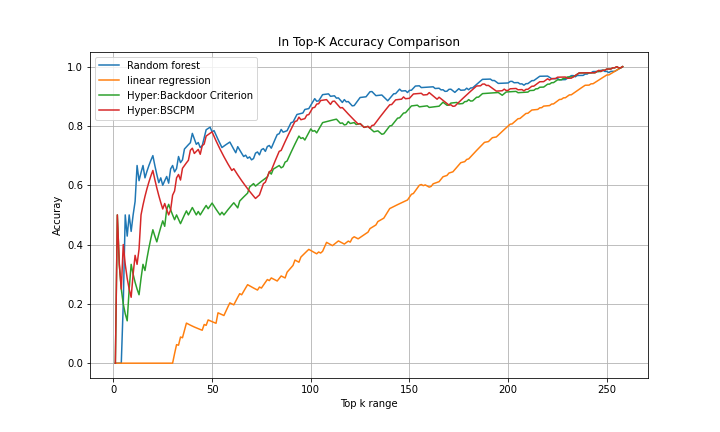 In Top-K Accuracy Comparison
Random forest
linear regression
Hyper:Backdoor Criterion
Hyper:BSCPM
1.0
0.8
0.6
0.4
0.2
0.0
Accuray
0
50
100
150
200
250
Top k range